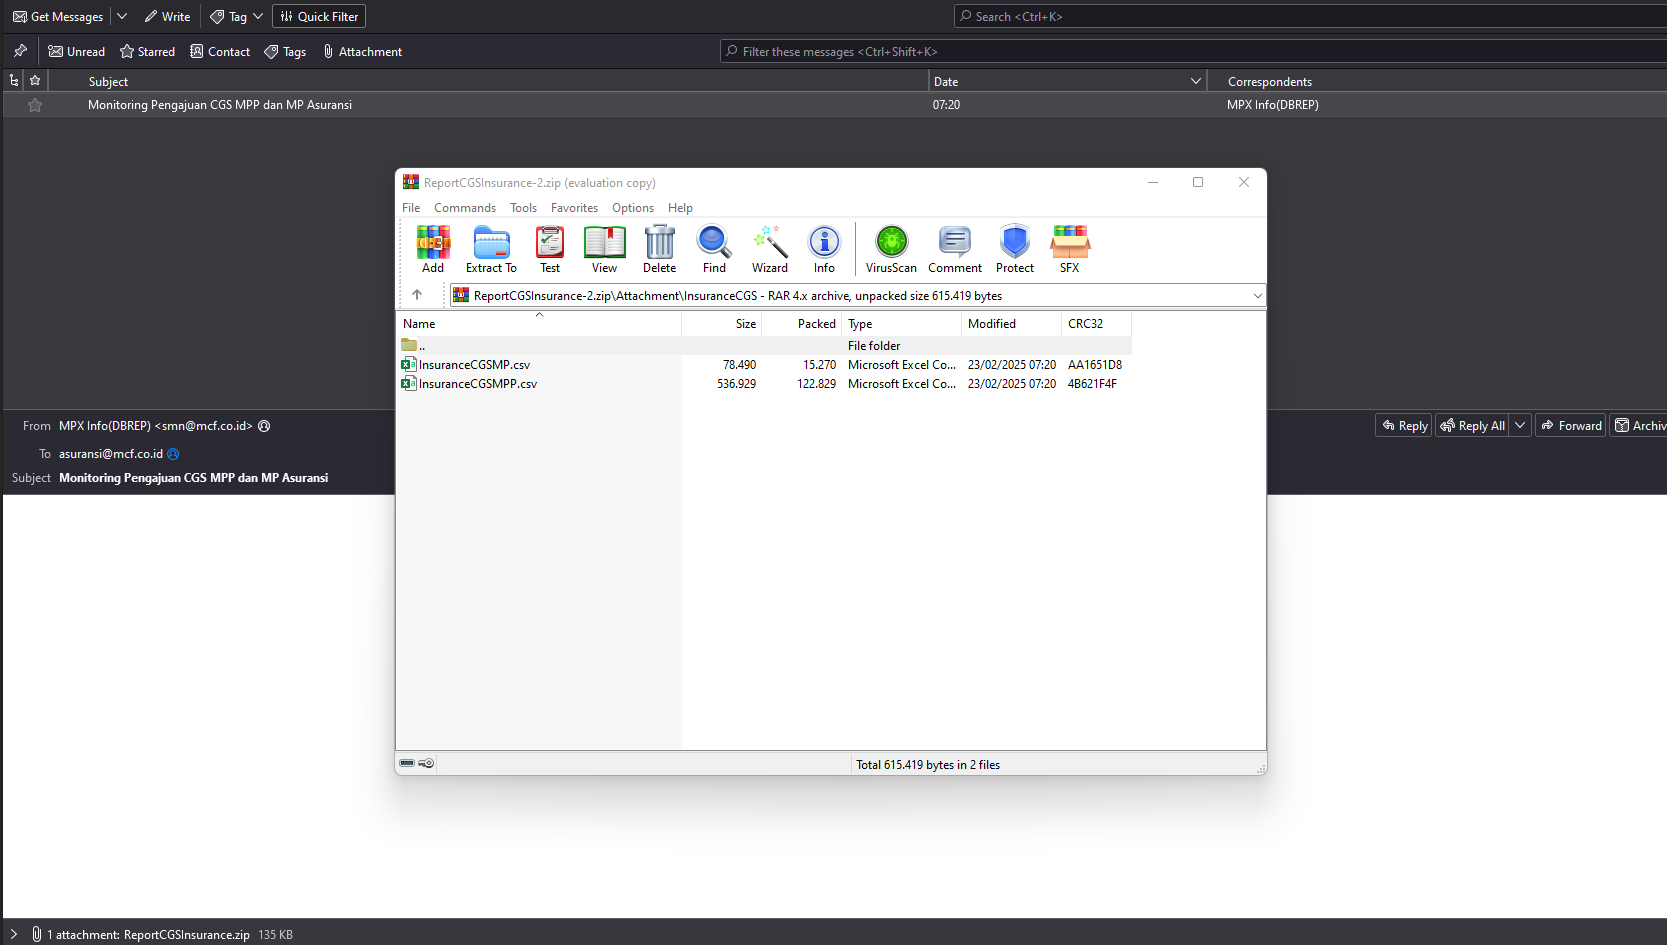 Get Messages Write Tag Quick Filter Search <Ctrl+K>
Unread Starred Contact Tags Attachment Filter these messages <Ctrl+Shift+K>
Subject Date Correspondents
Monitoring Pengajuan CGS MPP dan MP Asuransi 07:20 MPX Info(DBREP)
ReportCGSInsurance-2.zip (evaluation copy)
File Commands Tools Favorites Options Help
Add Extract To Test View Delete Find Wizard Info VirusScan Comment Protect SFX
ReportCGSInsurance-2.zip\Attachment\InsuranceCGS - RAR 4.x archive, unpacked size 615.419 bytes
Name Size Packed Type Modified CRC32
.. File folder
InsuranceCGSMP.csv 78.490 15.270 Microsoft Excel Co... 23/02/2025 07:20 AA1651D8
InsuranceCGSMPP.csv 536.929 122.829 Microsoft Excel Co... 23/02/2025 07:20 4B621F4F
Total 615.419 bytes in 2 files
From MPX Info(DBREP) <smn@mcf.co.id> Reply Reply All Forward Archiv
To asuransi@mcf.co.id
Subject Monitoring Pengajuan CGS MPP dan MP Asuransi
1 attachment: ReportCGSInsurance.zip 135 KB